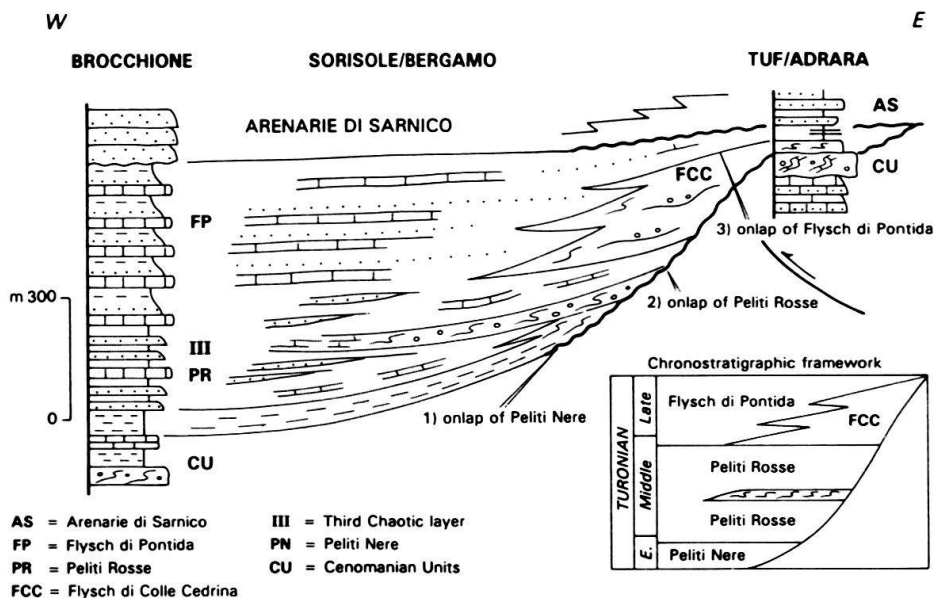 W
E
BROCCHIONE
SORISOLE/BERGAMO
TUF/ADRARA
ARENARIE DI SARNICO
AS
CU
FCC
FP
3) onlap of Flysch di Pontida
m 300
2) onlap of Peliti Rosse
III
PR
0
1) onlap of Peliti Nere
CU
Chronostratigraphic framework
TURONIAN
Late
Middle
E.
Flysch di Pontida
FCC
Peliti Rosse
Peliti Rosse
Peliti Nere
AS = Arenarie di Sarnico
FP = Flysch di Pontida
PR = Peliti Rosse
FCC = Flysch di Colle Cedrina
III = Third Chaotic layer
PN = Peliti Nere
CU = Cenomanian Units